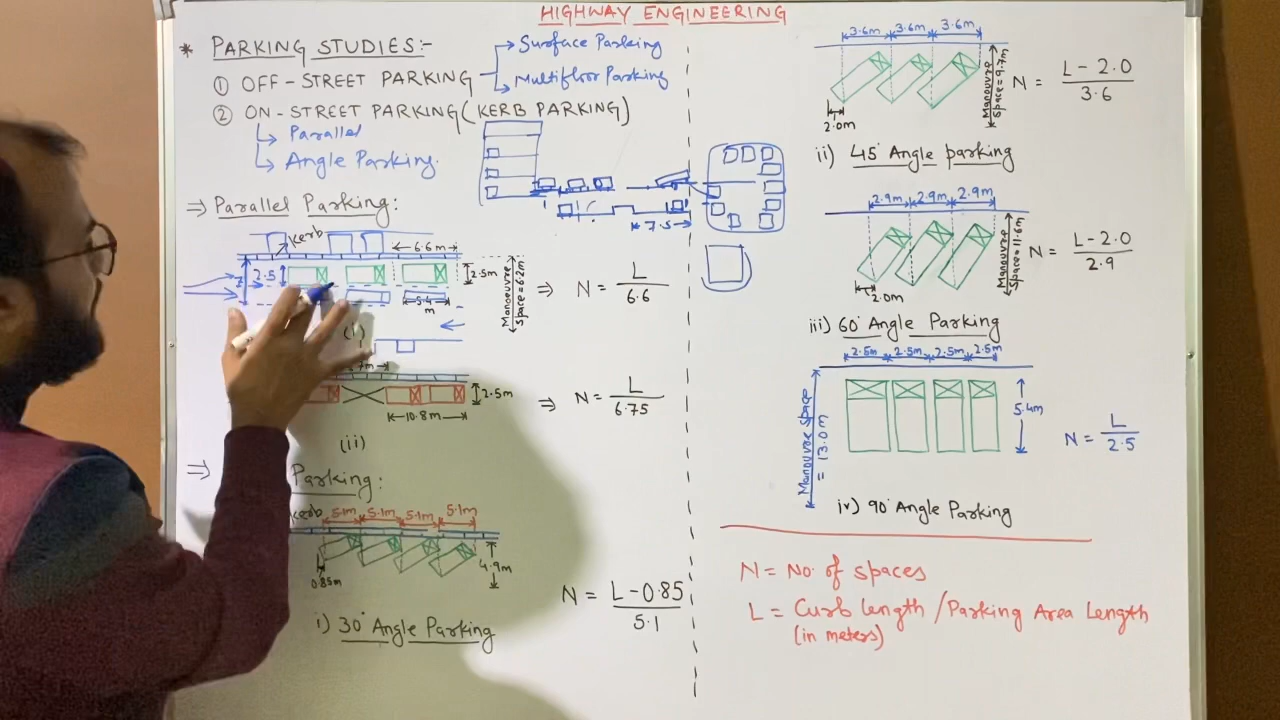 HIGHWAY ENGINEERING
* PARKING STUDIES:-
① OFF-STREET PARKING
→ Surface Parking
→ Multifloor Parking
② ON-STREET PARKING (KERB PARKING)
↳ Parallel
↳ Angle Parking.
7.5
⇒ Parallel Parking:
kerb
6.6m
2.5
2.5m
5.4
m
Manoeuvre
Space=6.2m
⇒ N = L
6.6
(i)
7m
2.5m
10.8m
⇒ N = L
6.75
(ii)
⇒ Parking:
kerb
5.1m 5.1m 5.1m 5.1m
0.85m
4.9m
N = L-0.85
5.1
i) 30° Angle Parking
3.6m 3.6m 3.6m
2.0m
Manouvre
Space=9.7m
N = L-2.0
3.6
ii) 45° Angle parking
2.9m 2.9m 2.9m
2.0m
Manouvre
Space=11.6m
N = L-2.0
2.9
iii) 60° Angle Parking
2.5m 2.5m 2.5m 2.5m
Manouvre Space
= 13.0m
5.4m
N = L
2.5
iv) 90° Angle Parking
N = No. of spaces
L = Curb length / Parking Area Length
(in meters)